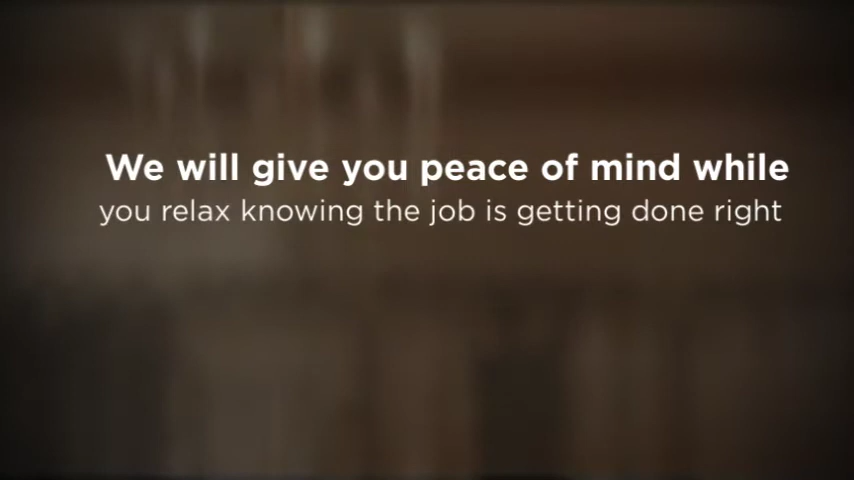 We will give you peace of mind while
you relax knowing the job is getting done right